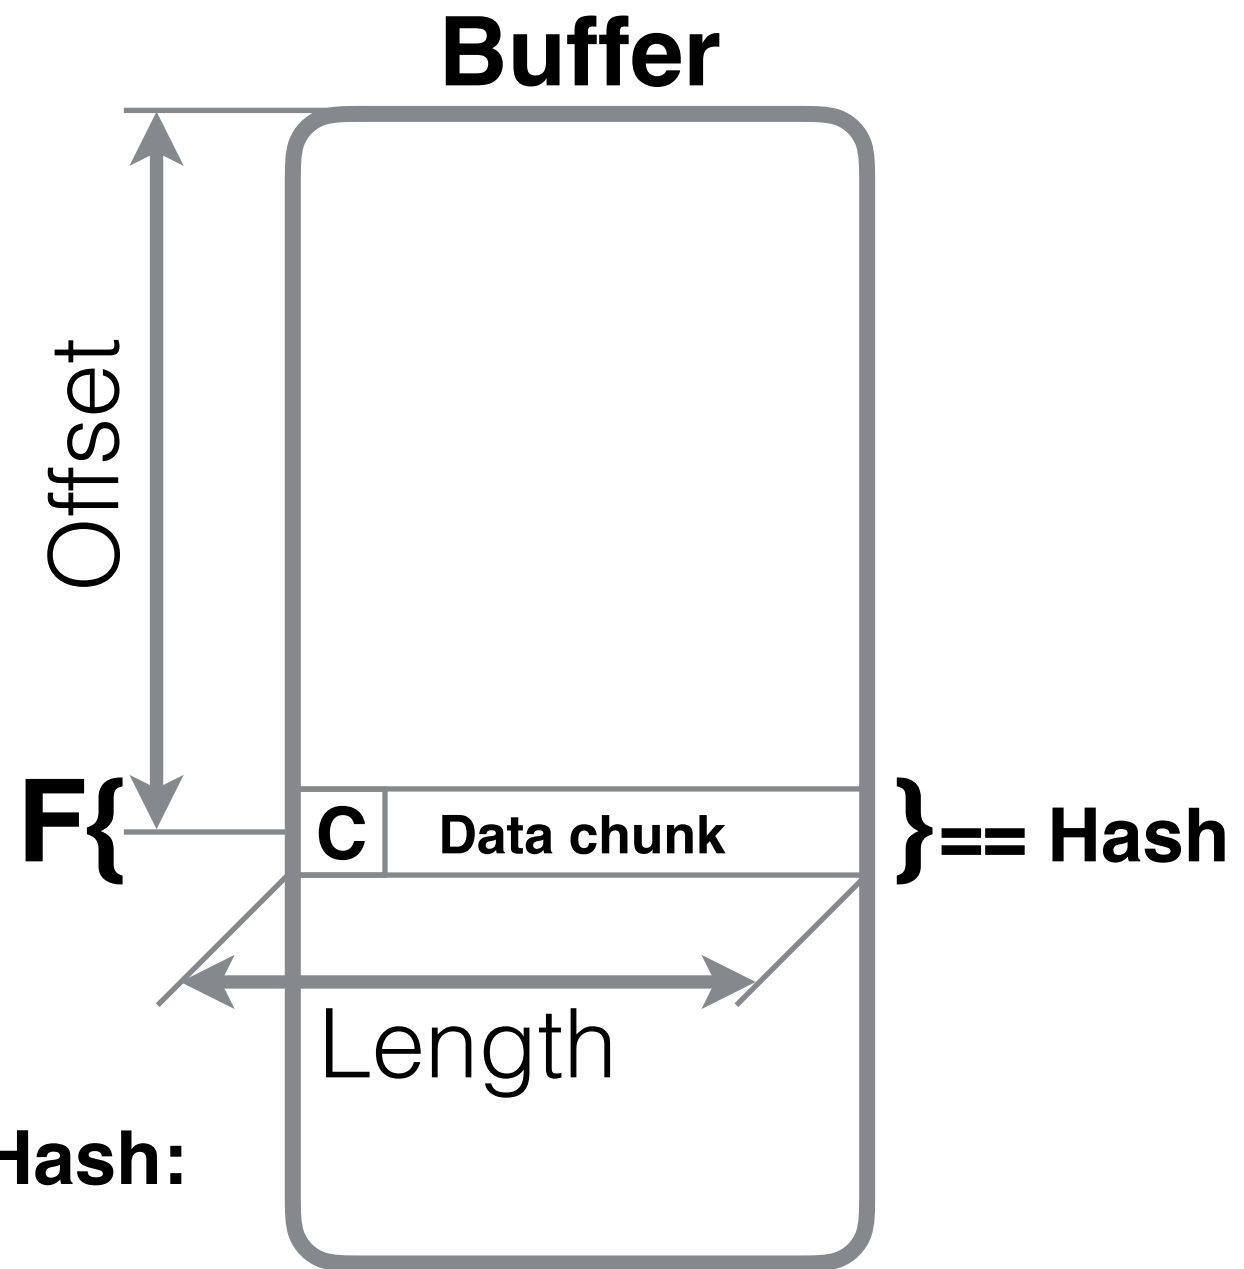 Buffer
Offset
F{ C Data chunk } == Hash
Length
Hash: